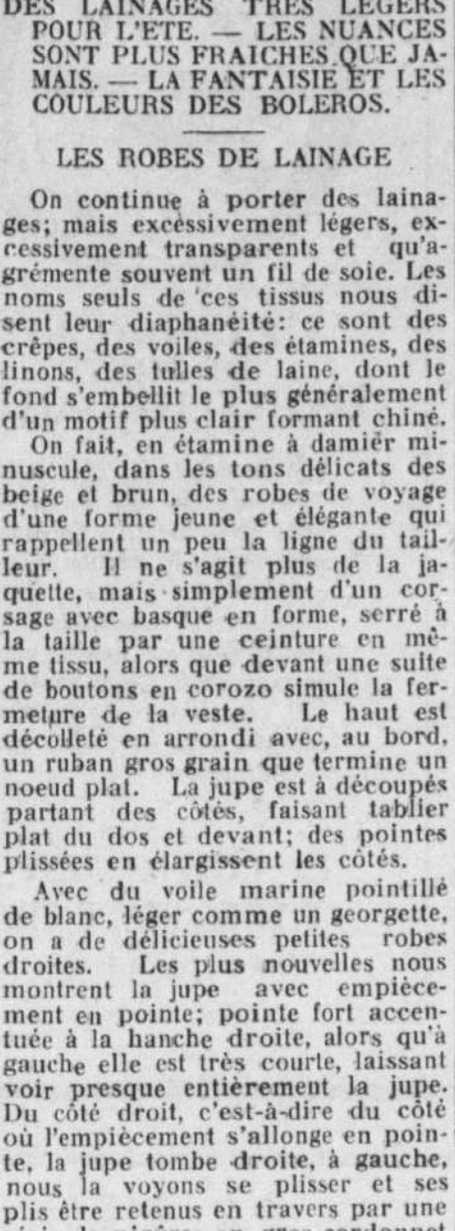 DES LAINAGES TRES LEGERS
POUR L'ETE. — LES NUANCES
SONT PLUS FRAICHES QUE JA-
MAIS. — LA FANTAISIE ET LES
COULEURS DES BOLEROS.
LES ROBES DE LAINAGE
On continue à porter des laina-
ges; mais excèssivement légers, ex-
cessivement transparents et qu'a-
grémente souvent un fil de soie. Les
noms seuls de ces tissus nous di-
sent leur diaphanéité: ce sont des
crêpes, des voiles, des étamines, des
linons, des tulles de laine, dont le
fond s'embellit le plus généralement
d'un motif plus clair formant chiné.
On fait, en étamine à damièr mi-
nuscule, dans les tons délicats des
beige et brun, des robes de voyage
d'une forme jeune et élégante qui
rappellent un peu la ligne du tail-
leur. Il ne s'agit plus de la ja-
quette, mais simplement d'un cor-
sage avec basque en forme, serré à
la taille par une ceinture en mê-
me tissu, alors que devant une suite
de boutons en corozo simule la fer-
meture de la veste. Le haut est
décolleté en arrondi avec, au bord,
un ruban gros grain que termine un
noeud plat. La jupe est à découpés
partant des côtés, faisant tablier
plat du dos et devant; des pointes
plissées en élargissent les côtés.
Avec du voile marine pointillé
de blanc, léger comme un georgette,
on a de délicieuses petites robes
droites. Les plus nouvelles nous
montrent la jupe avec empièce-
ment en pointe; pointe fort accen-
tuée à la hanche droite, alors qu'à
gauche elle est très courte, laissant
voir presque entièrement la jupe.
Du côté droit, c'est-à-dire du côté
où l'empiècement s'allonge en poin-
te, la jupe tombe droite, à gauche,
nous la voyons se plisser et ses
plis être retenus en travers par une